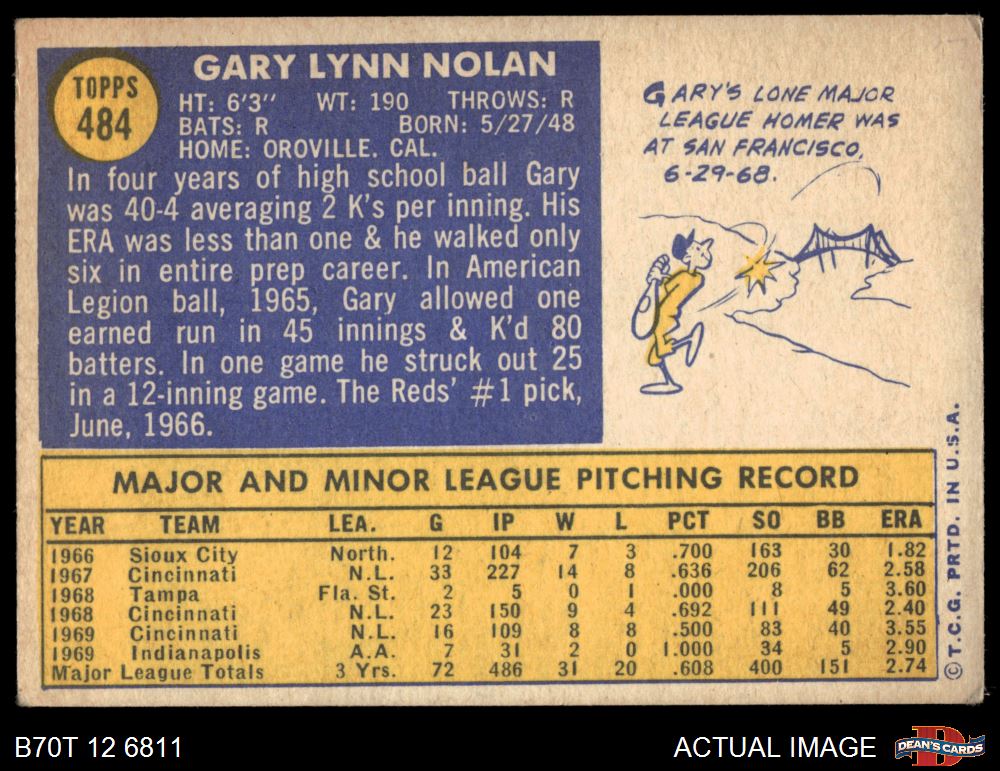 TOPPS
484
GARY LYNN NOLAN
HT: 6'3" WT: 190 THROWS: R
BATS: R BORN: 5/27/48
HOME: OROVILLE. CAL.
In four years of high school ball Gary
was 40-4 averaging 2 K's per inning. His
ERA was less than one & he walked only
six in entire prep career. In American
Legion ball, 1965, Gary allowed one
earned run in 45 innings & K'd 80
batters. In one game he struck out 25
in a 12-inning game. The Reds' #1 pick,
June, 1966.
GARY'S LONE MAJOR
LEAGUE HOMER WAS
AT SAN FRANCISCO,
6-29-68.
MAJOR AND MINOR LEAGUE PITCHING RECORD
YEAR TEAM LEA. G IP W L PCT SO BB ERA
1966 Sioux City North. 12 104 7 3 .700 163 30 1.82
1967 Cincinnati N.L. 33 227 14 8 .636 206 62 2.58
1968 Tampa Fla. St. 2 5 0 1 .000 8 5 3.60
1968 Cincinnati N.L. 23 150 9 4 .692 111 49 2.40
1969 Cincinnati N.L. 16 109 8 8 .500 83 40 3.55
1969 Indianapolis A.A. 7 31 2 0 1.000 34 5 2.90
Major League Totals 3 Yrs. 72 486 31 20 .608 400 151 2.74
©T.C.G. PRTD. IN U.S.A.
B70T 12 6811
ACTUAL IMAGE
DEAN'S CARDS